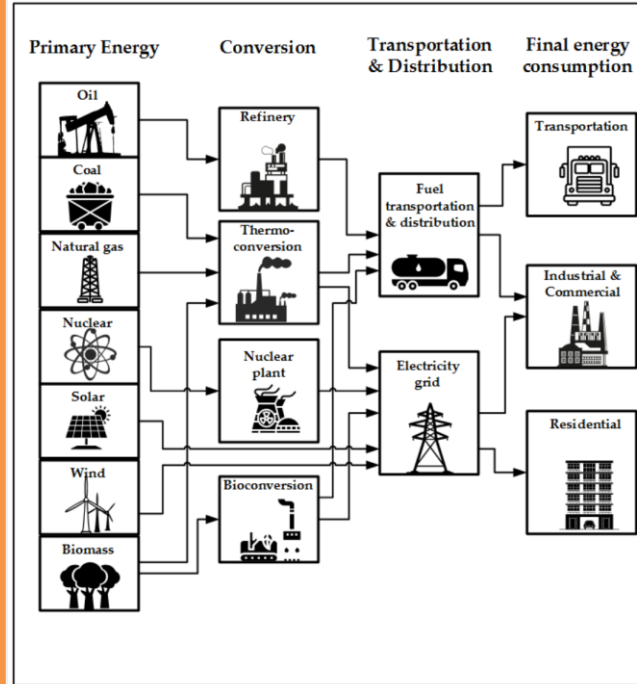 Primary Energy
Conversion
Transportation
& Distribution
Final energy
consumption
Oil
Coal
Natural gas
Nuclear
Solar
Wind
Biomass
Refinery
Thermo-
conversion
Nuclear
plant
Bioconversion
Fuel
transportation
& distribution
Electricity
grid
Transportation
Industrial &
Commercial
Residential